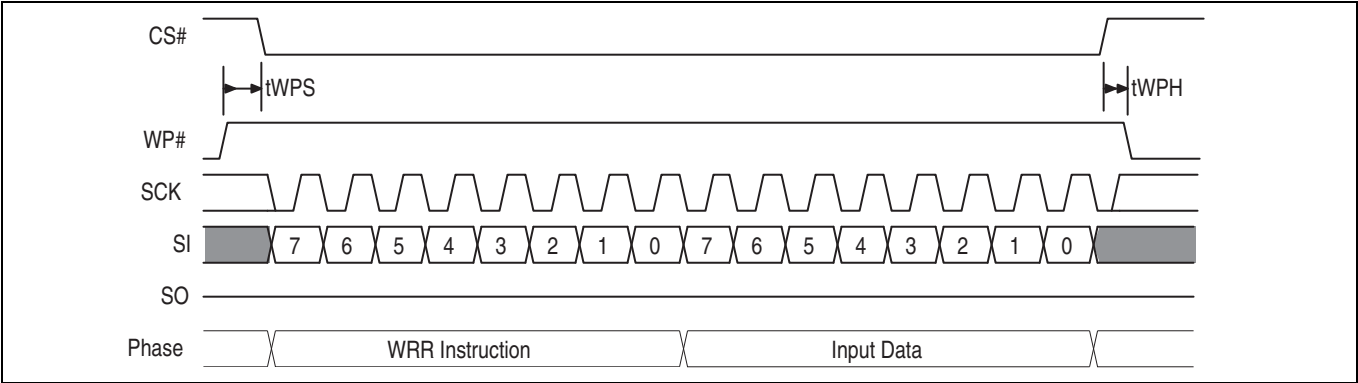 CS#
tWPS tWPH
WP#
SCK
SI 7 6 5 4 3 2 1 0 7 6 5 4 3 2 1 0
SO
Phase WRR Instruction Input Data